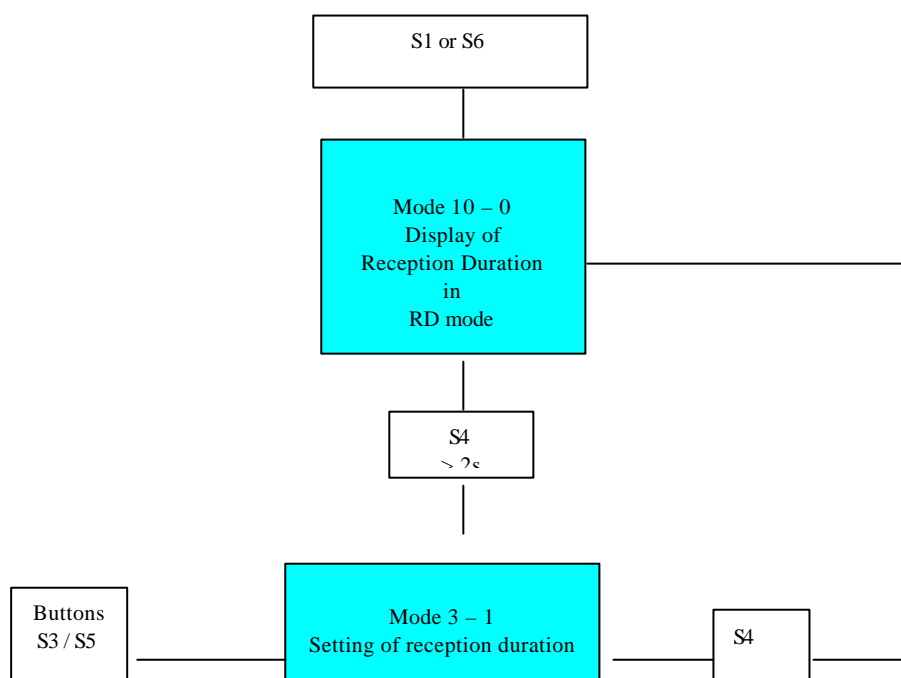 S1 or S6
Mode 10 – 0
Display of
Reception Duration
in
RD mode
S4
> 2s
Buttons
S3 / S5
Mode 3 – 1
Setting of reception duration
S4